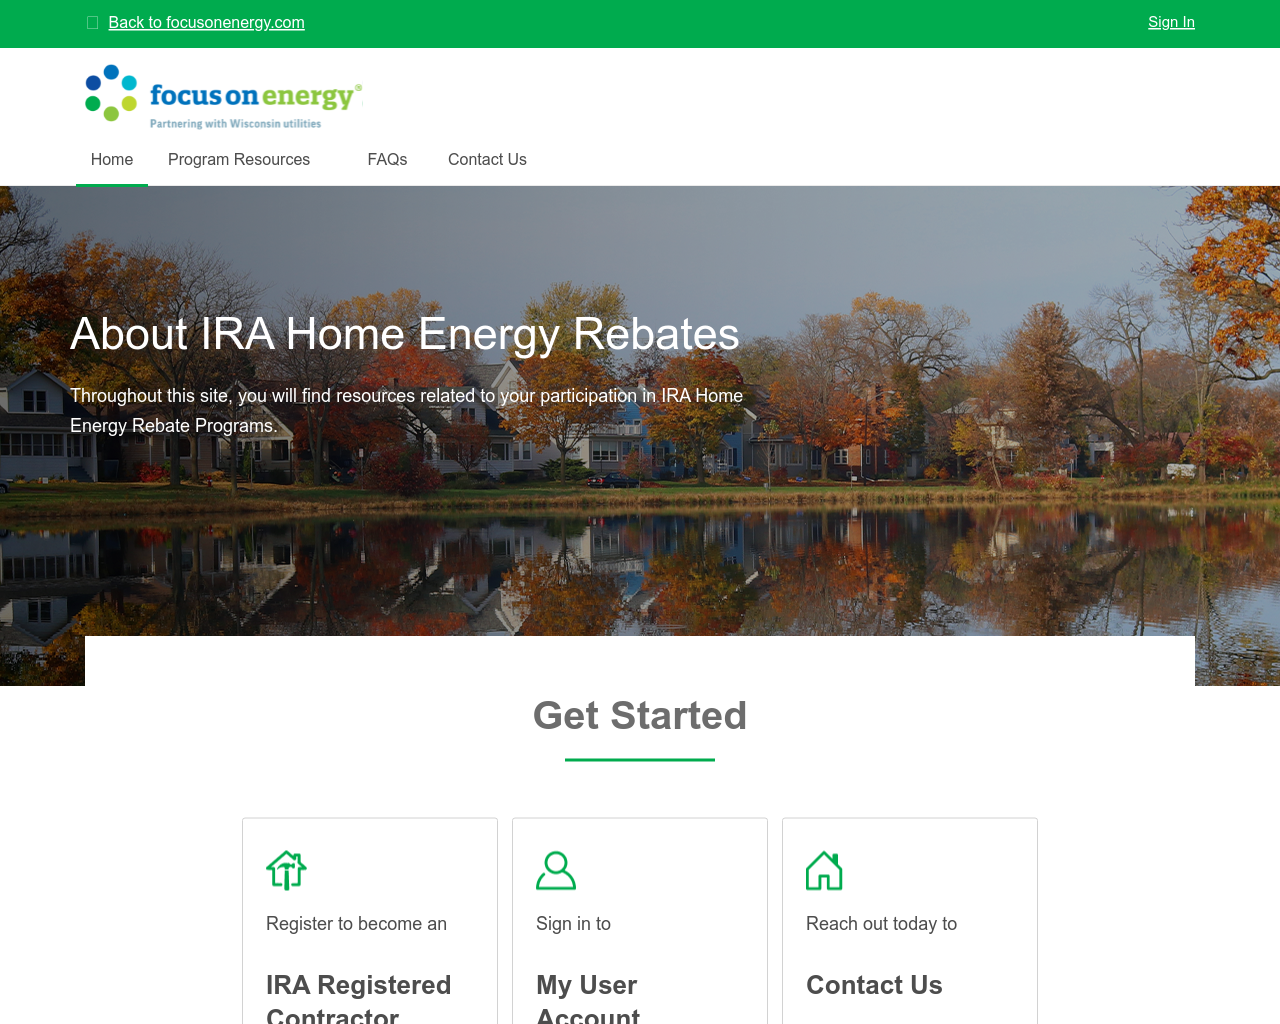 Back to focusonenergy.com
Sign In
focus on energy®
Partnering with Wisconsin utilities
Home
Program Resources
FAQs
Contact Us
About IRA Home Energy Rebates
Throughout this site, you will find resources related to your participation in IRA Home
Energy Rebate Programs.
Get Started
Register to become an
IRA Registered
Contractor
Sign in to
My User
Account
Reach out today to
Contact Us